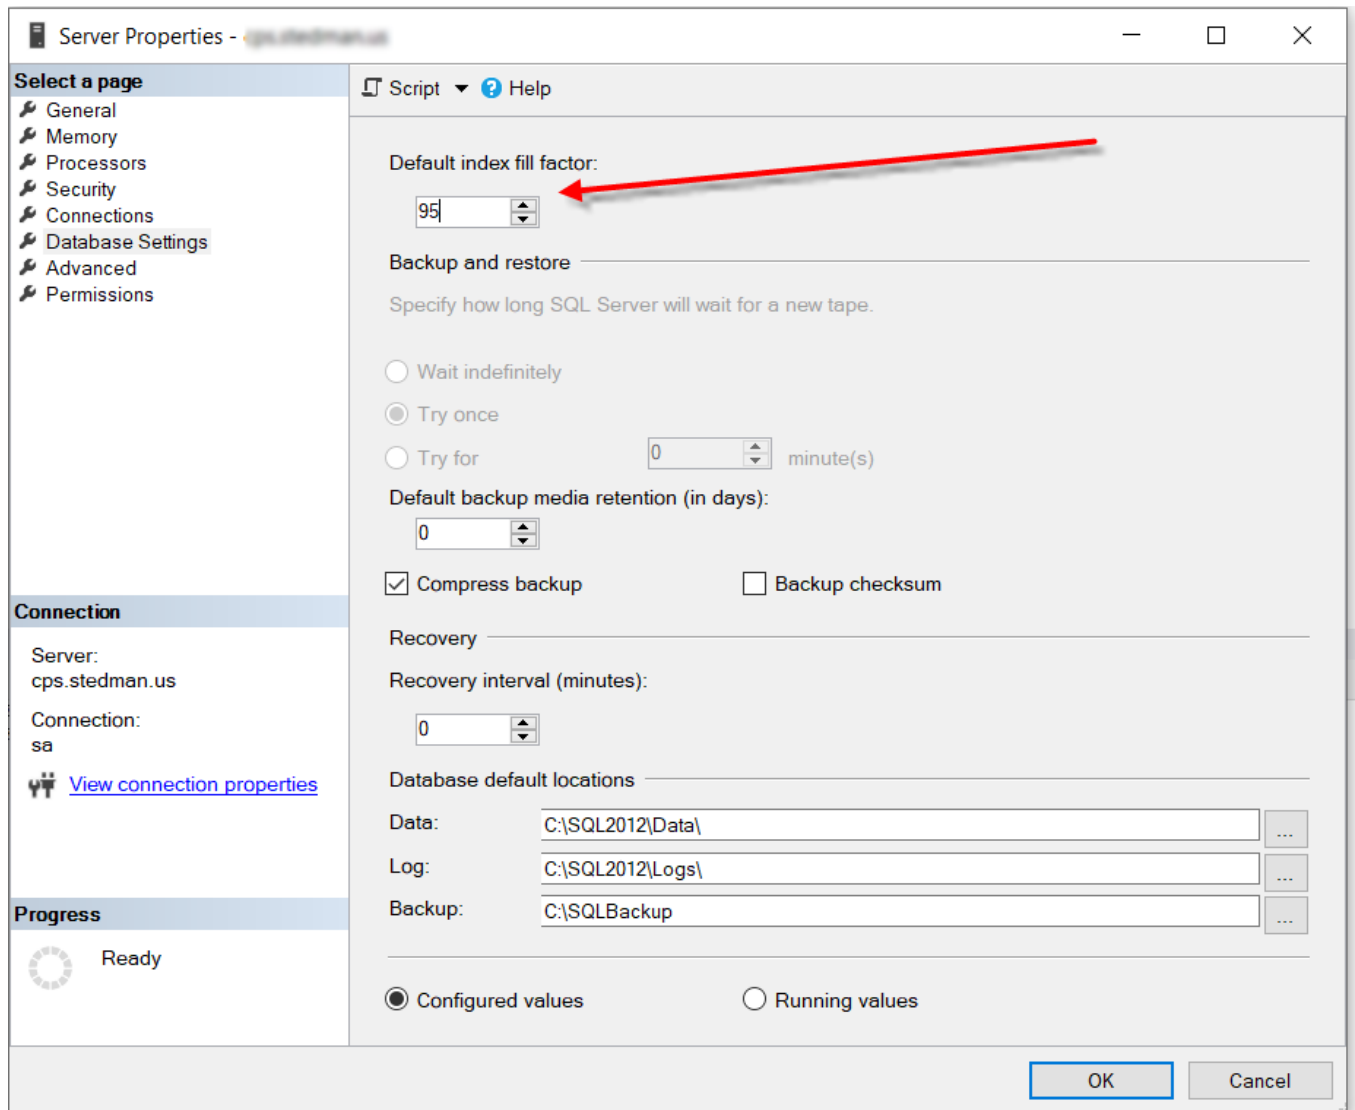 Server Properties -
Select a page
General
Memory
Processors
Security
Connections
Database Settings
Advanced
Permissions
Connection
Server:
cps.stedman.us
Connection:
sa
View connection properties
Progress
Ready
Script ? Help
Default index fill factor:
95
Backup and restore
Specify how long SQL Server will wait for a new tape.
Wait indefinitely
Try once
Try for 0 minute(s)
Default backup media retention (in days):
0
Compress backup Backup checksum
Recovery
Recovery interval (minutes):
0
Database default locations
Data: C:\SQL2012\Data\ ...
Log: C:\SQL2012\Logs\ ...
Backup: C:\SQLBackup ...
Configured values Running values
OK Cancel